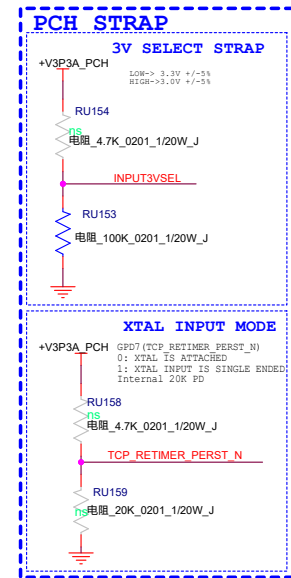 PCH STRAP
3V SELECT STRAP
+V3P3A_PCH
LOW-> 3.3V +/-5%
HIGH->3.0V +/-5%
RU154
ns
电阻_4.7K_0201_1/20W_J
INPUT3VSEL
RU153
电阻_100K_0201_1/20W_J
XTAL INPUT MODE
+V3P3A_PCH
GPD7(TCP_RETIMER_PERST_N)
0: XTAL IS ATTACHED
1: XTAL INPUT IS SINGLE ENDED
Internal 20K PD
RU158
ns
电阻_4.7K_0201_1/20W_J
TCP_RETIMER_PERST_N
RU159
ns电阻_20K_0201_1/20W_J